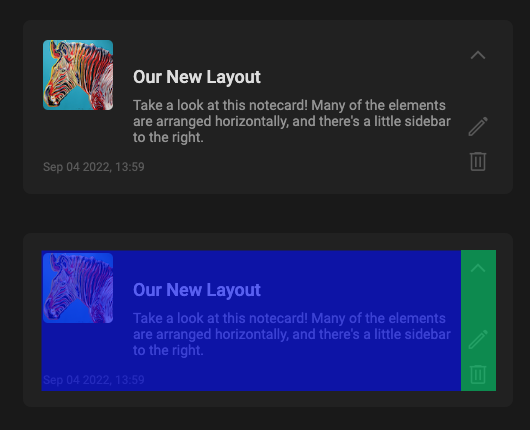 Our New Layout
Take a look at this notecard! Many of the elements
are arranged horizontally, and there's a little sidebar
to the right.
Sep 04 2022, 13:59
Our New Layout
Take a look at this notecard! Many of the elements
are arranged horizontally, and there's a little sidebar
to the right.
Sep 04 2022, 13:59